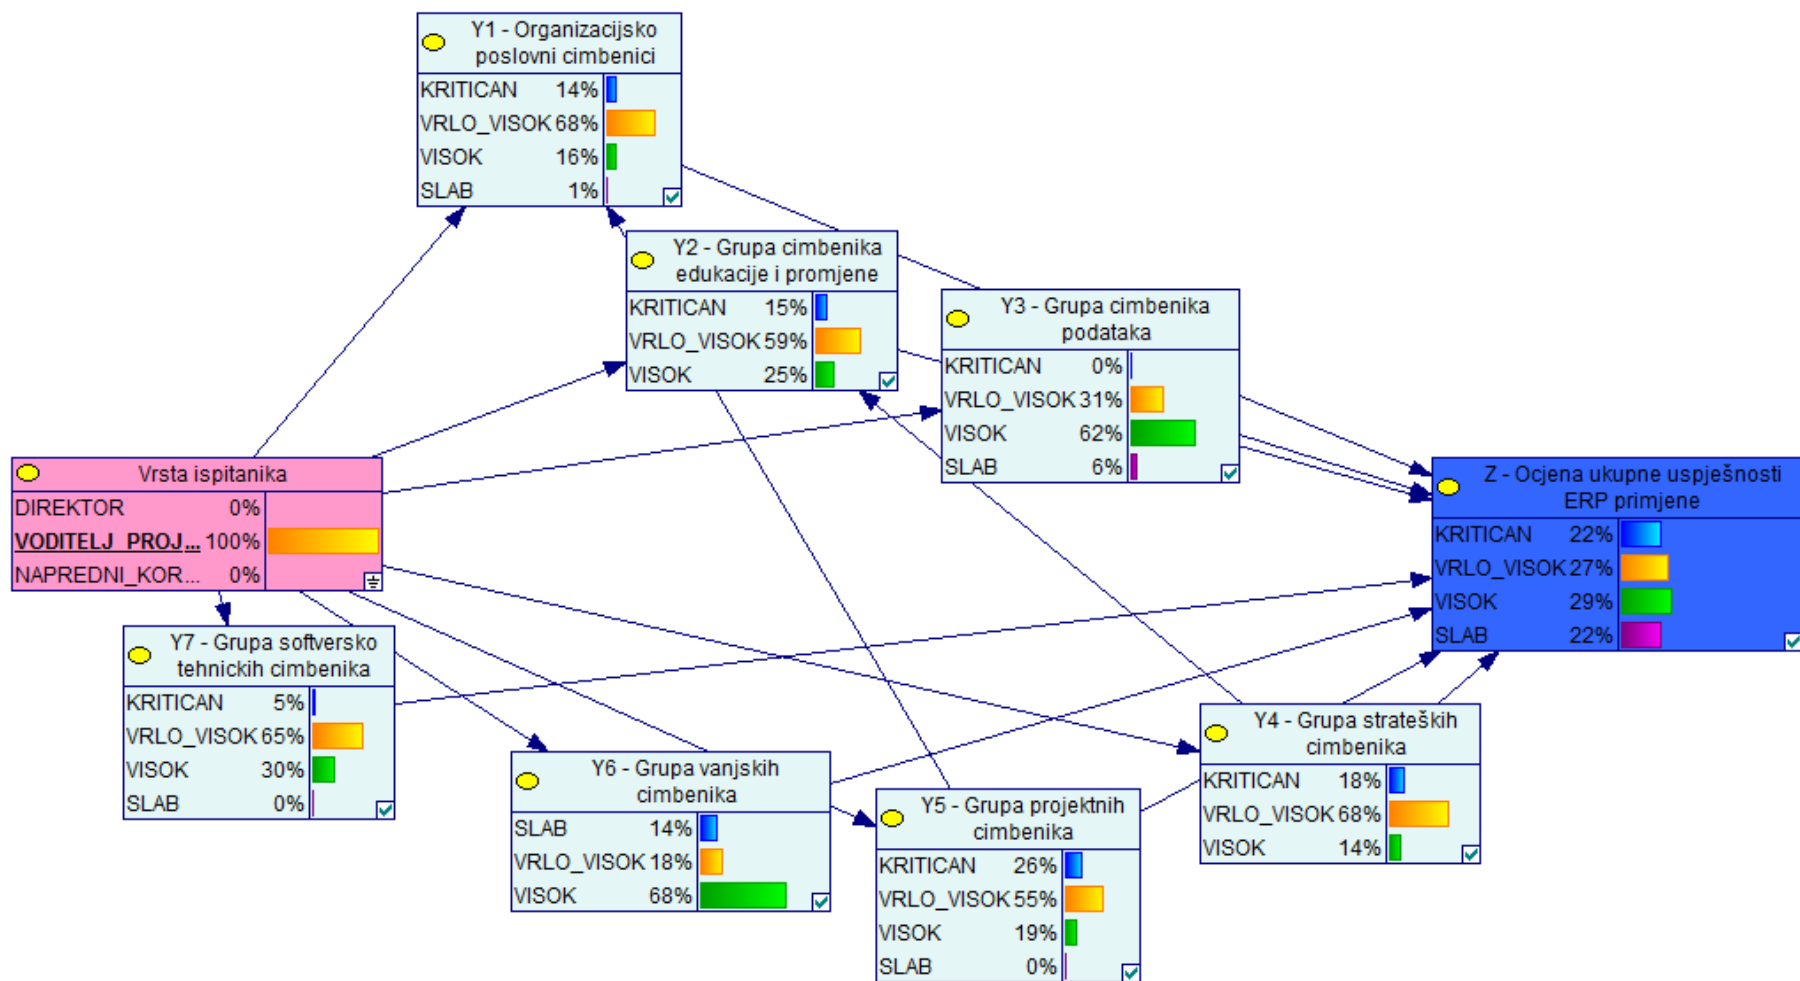 Y1 - Organizacijsko
poslovni cimbenici
KRITICAN 14%
VRLO_VISOK 68%
VISOK 16%
SLAB 1%
Y2 - Grupa cimbenika
edukacije i promjene
KRITICAN 15%
VRLO_VISOK 59%
VISOK 25%
Y3 - Grupa cimbenika
podataka
KRITICAN 0%
VRLO_VISOK 31%
VISOK 62%
SLAB 6%
Vrsta ispitanika
DIREKTOR 0%
VODITELJ_PROJ... 100%
NAPREDNI_KOR... 0%
Z - Ocjena ukupne uspješnosti
ERP primjene
KRITICAN 22%
VRLO_VISOK 27%
VISOK 29%
SLAB 22%
Y7 - Grupa softversko
tehnickih cimbenika
KRITICAN 5%
VRLO_VISOK 65%
VISOK 30%
SLAB 0%
Y6 - Grupa vanjskih
cimbenika
SLAB 14%
VRLO_VISOK 18%
VISOK 68%
Y5 - Grupa projektnih
cimbenika
KRITICAN 26%
VRLO_VISOK 55%
VISOK 19%
SLAB 0%
Y4 - Grupa strateških
cimbenika
KRITICAN 18%
VRLO_VISOK 68%
VISOK 14%